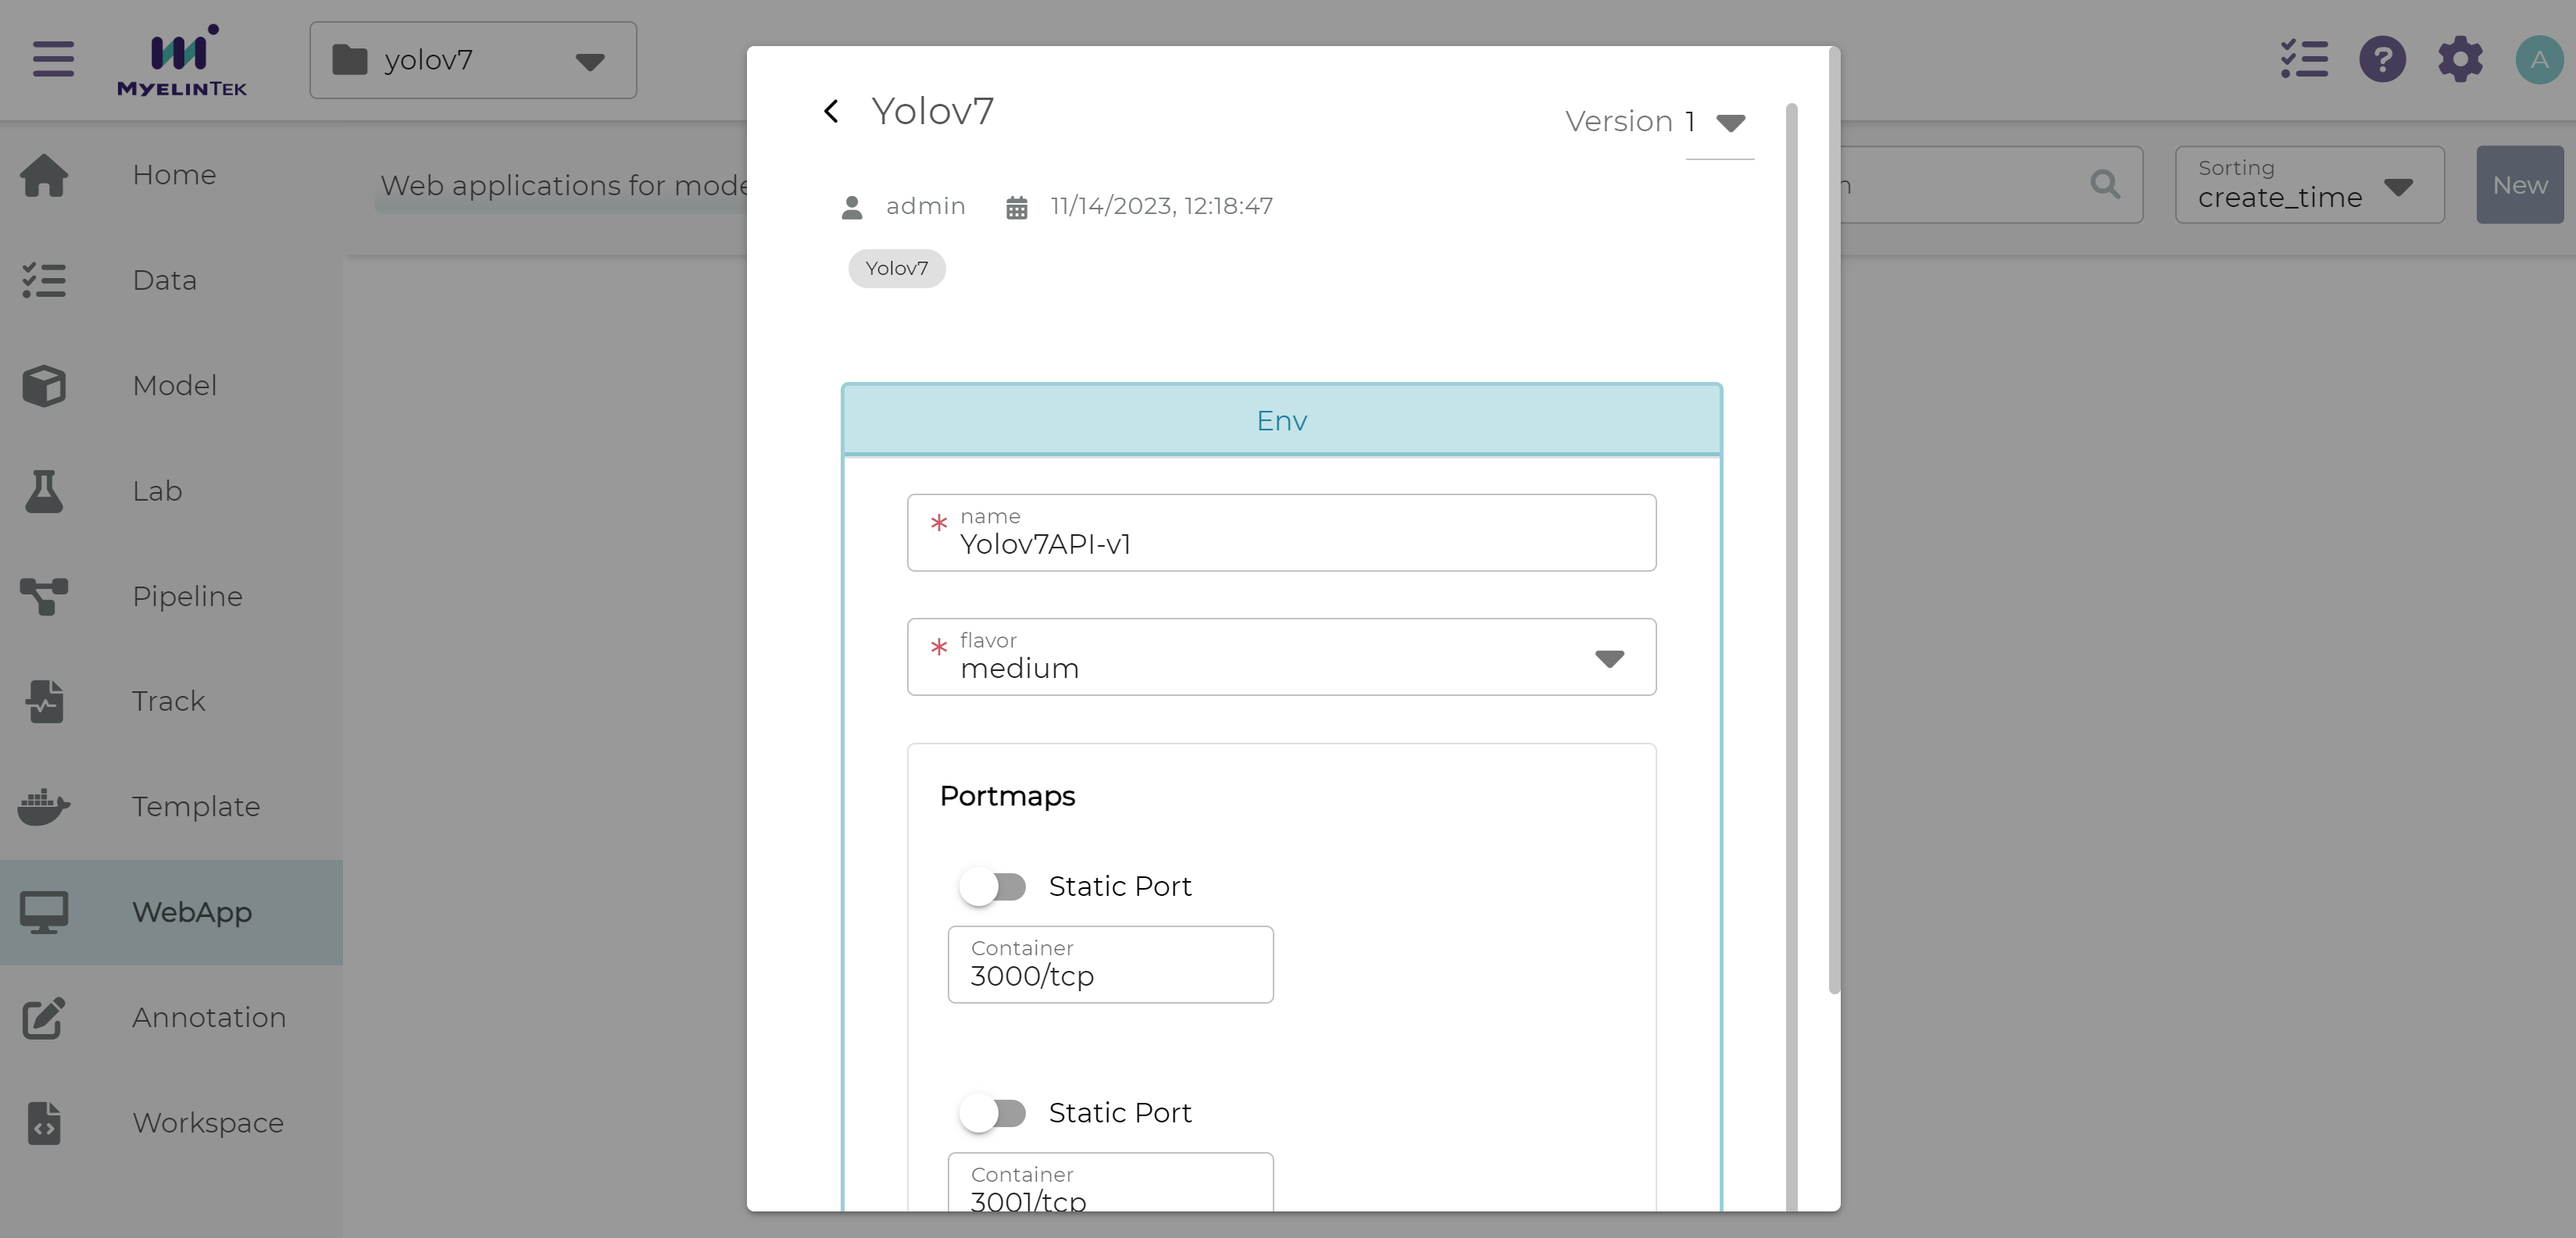 MYELINTEK
yolov7
?
A
Home
Data
Model
Lab
Pipeline
Track
Template
WebApp
Annotation
Workspace
Web applications for mode
Sorting
create_time
New
Yolov7
Version 1
admin 11/14/2023, 12:18:47
Yolov7
Env
* name
Yolov7API-v1
* flavor
medium
Portmaps
Static Port
Container
3000/tcp
Static Port
Container
3001/tcp